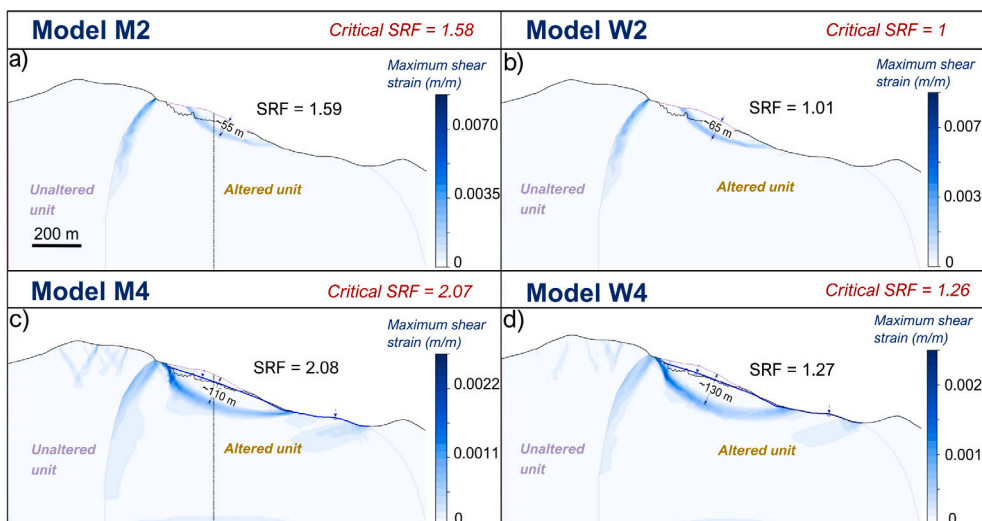 Model M2
Critical SRF = 1.58
a)
Maximum shear
strain (m/m)
SRF = 1.59
~55 m
0.0070
0.0035
0
Unaltered
unit
Altered unit
200 m
Model W2
Critical SRF = 1
b)
Maximum shear
strain (m/m)
SRF = 1.01
~65 m
0.007
0.003
0
Unaltered
unit
Altered unit
Model M4
Critical SRF = 2.07
c)
Maximum shear
strain (m/m)
SRF = 2.08
~110 m
0.0022
0.0011
0
Unaltered
unit
Altered unit
Model W4
Critical SRF = 1.26
d)
Maximum shear
strain (m/m)
SRF = 1.27
~130 m
0.002
0.001
0
Unaltered
unit
Altered unit